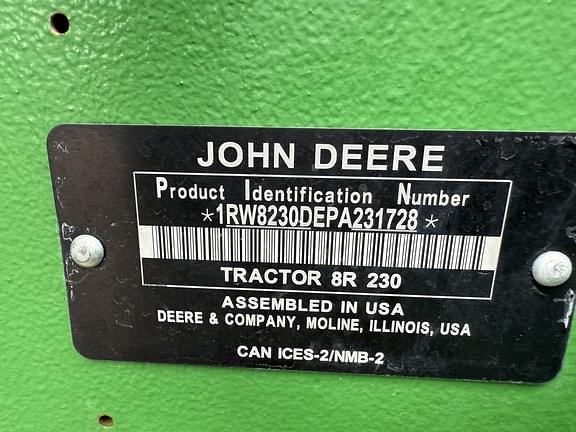 JOHN DEERE
Product Identification Number
*1RW8230DEPA231728*
TRACTOR 8R 230
ASSEMBLED IN USA
DEERE & COMPANY, MOLINE, ILLINOIS, USA
CAN ICES-2/NMB-2